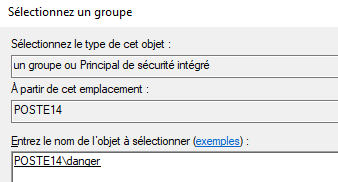 Sélectionnez un groupe
Sélectionnez le type de cet objet :
un groupe ou Principal de sécurité intégré
À partir de cet emplacement :
POSTE14
Entrez le nom de l'objet à sélectionner (exemples) :
POSTE14\danger